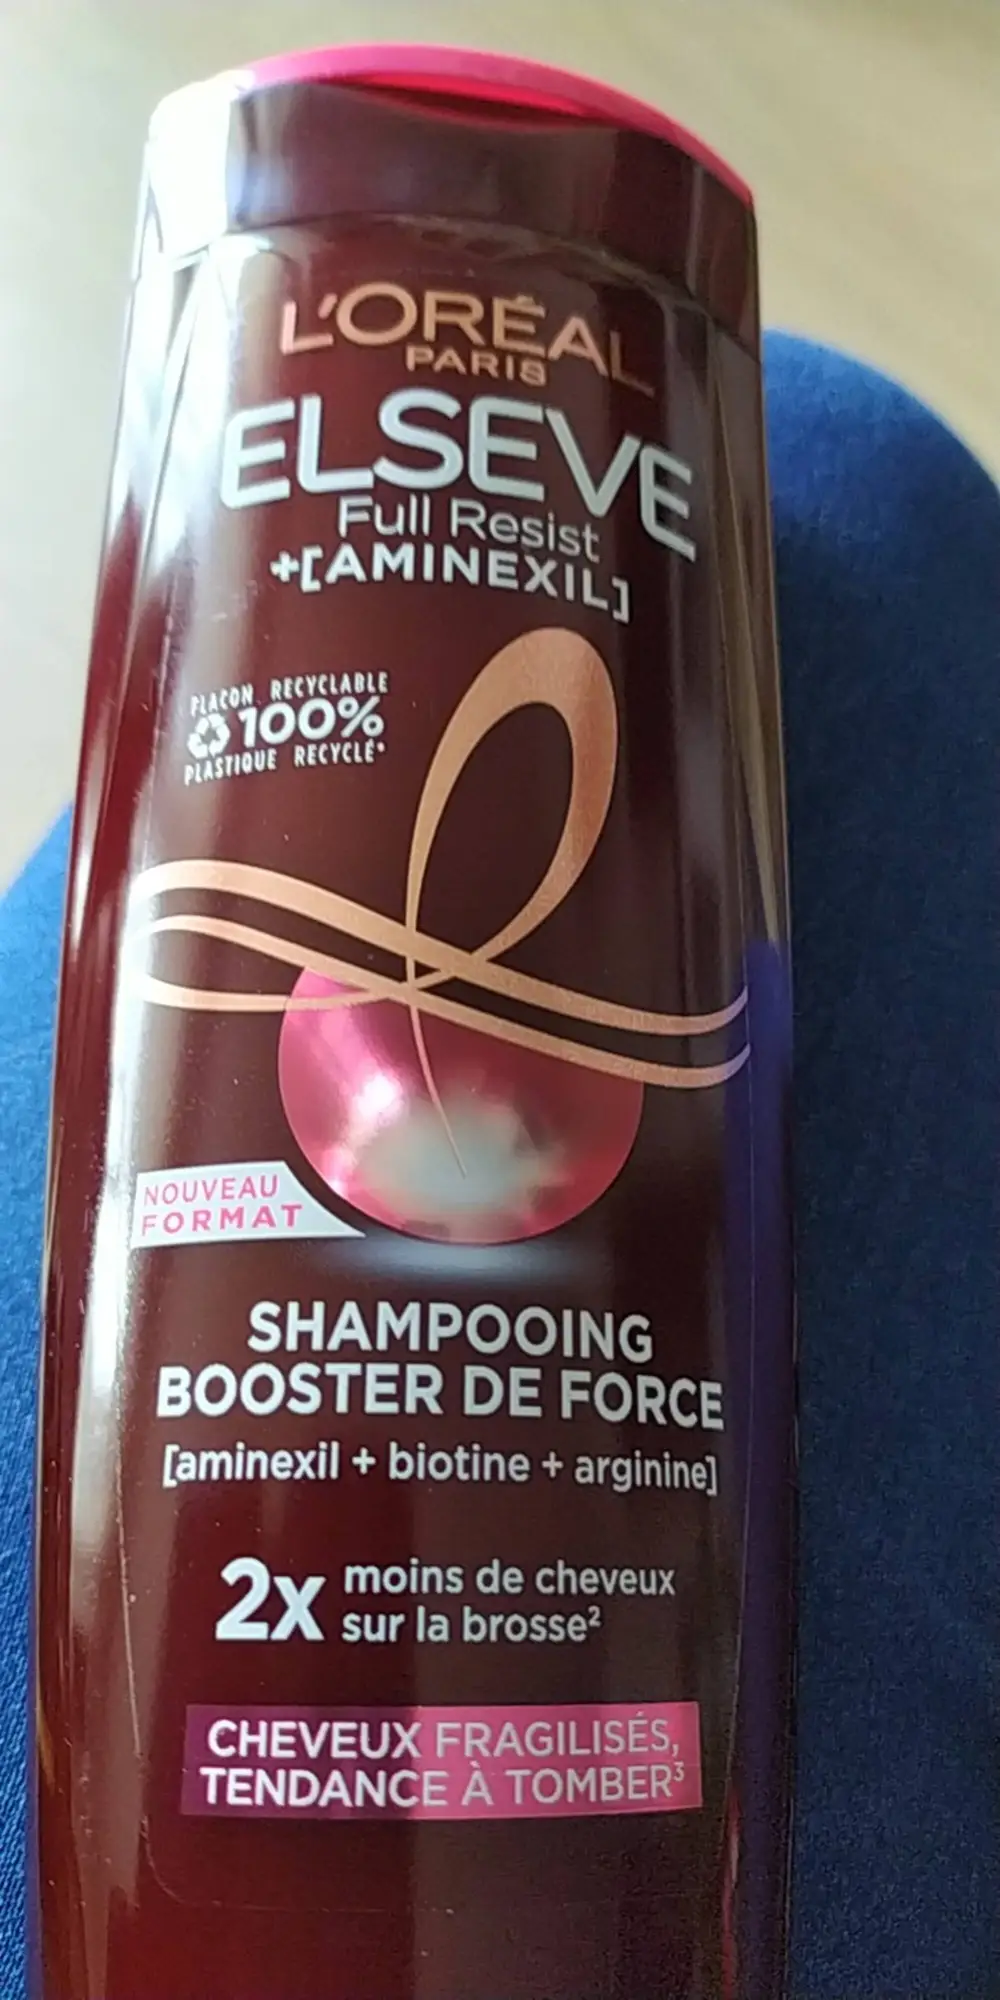 L'ORÉAL
PARIS
ELSEVE
Full Resist
+[AMINEXIL]
FLACON RECYCLABLE
100%
PLASTIQUE RECYCLÉ*
NOUVEAU
FORMAT
SHAMPOOING
BOOSTER DE FORCE
[aminexil + biotine + arginine]
2x moins de cheveux
sur la brosse²
CHEVEUX FRAGILISÉS,
TENDANCE À TOMBER³